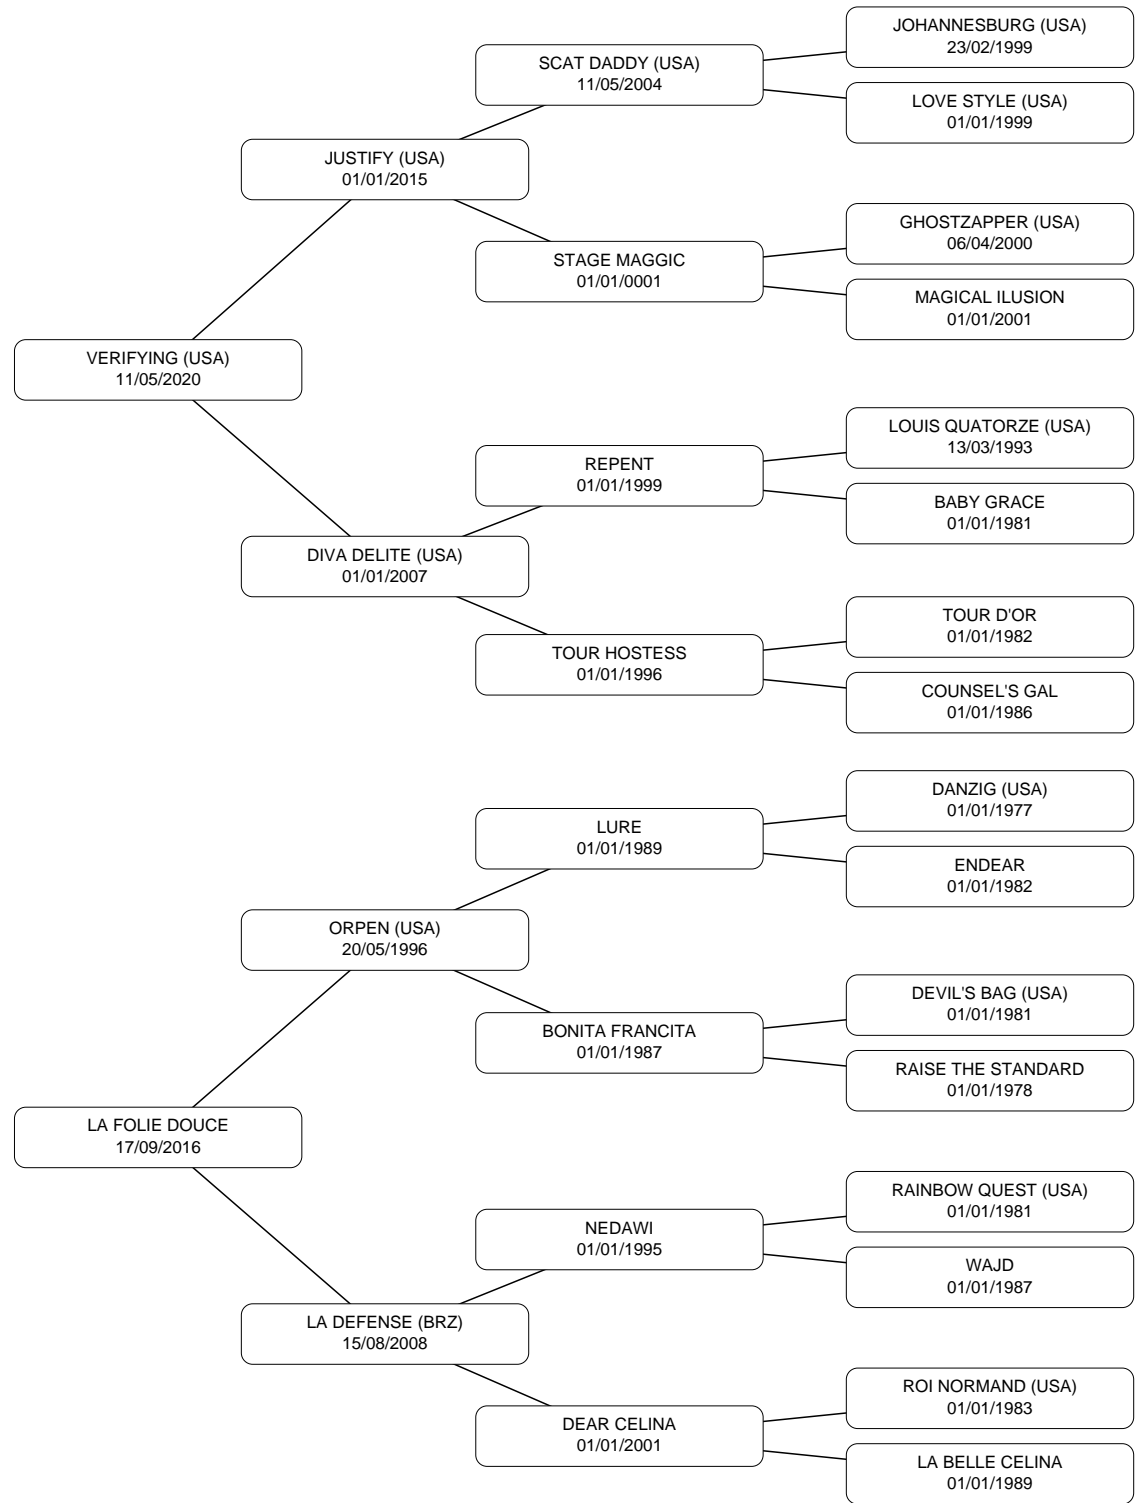 JOHANNESBURG (USA)
23/02/1999
SCAT DADDY (USA)
11/05/2004
LOVE STYLE (USA)
01/01/1999
JUSTIFY (USA)
01/01/2015
GHOSTZAPPER (USA)
06/04/2000
STAGE MAGGIC
01/01/0001
MAGICAL ILUSION
01/01/2001
VERIFYING (USA)
11/05/2020
LOUIS QUATORZE (USA)
13/03/1993
REPENT
01/01/1999
BABY GRACE
01/01/1981
DIVA DELITE (USA)
01/01/2007
TOUR D'OR
01/01/1982
TOUR HOSTESS
01/01/1996
COUNSEL'S GAL
01/01/1986
DANZIG (USA)
01/01/1977
LURE
01/01/1989
ENDEAR
01/01/1982
ORPEN (USA)
20/05/1996
DEVIL'S BAG (USA)
01/01/1981
BONITA FRANCITA
01/01/1987
RAISE THE STANDARD
01/01/1978
LA FOLIE DOUCE
17/09/2016
RAINBOW QUEST (USA)
01/01/1981
NEDAWI
01/01/1995
WAJD
01/01/1987
LA DEFENSE (BRZ)
15/08/2008
ROI NORMAND (USA)
01/01/1983
DEAR CELINA
01/01/2001
LA BELLE CELINA
01/01/1989